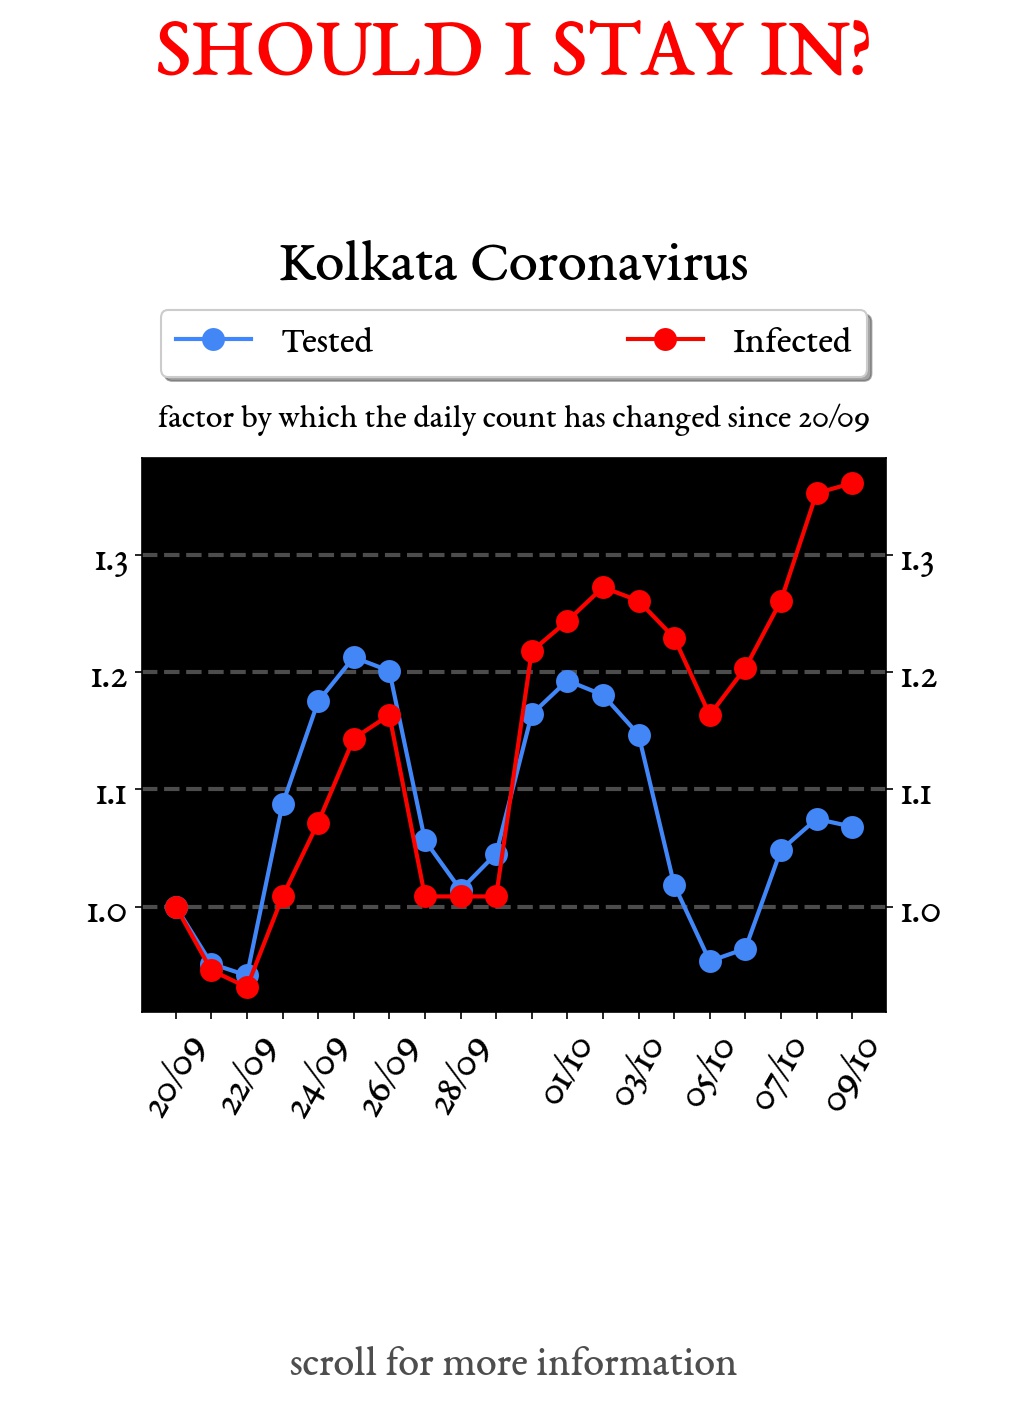 SHOULD I STAY IN?
Kolkata Coronavirus
Tested Infected
factor by which the daily count has changed since 20/09
1.3 1.3
1.2 1.2
1.1 1.1
1.0 1.0
20/09 22/09 24/09 26/09 28/09 01/10 03/10 05/10 07/10 09/10
scroll for more information